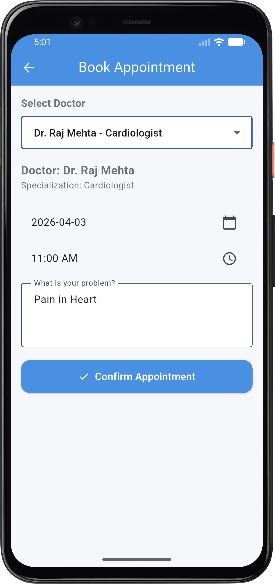 5:01
Book Appointment
Select Doctor
Dr. Raj Mehta - Cardiologist
Doctor: Dr. Raj Mehta
Specialization: Cardiologist
2026-04-03
11:00 AM
What is your problem?
Pain in Heart
Confirm Appointment